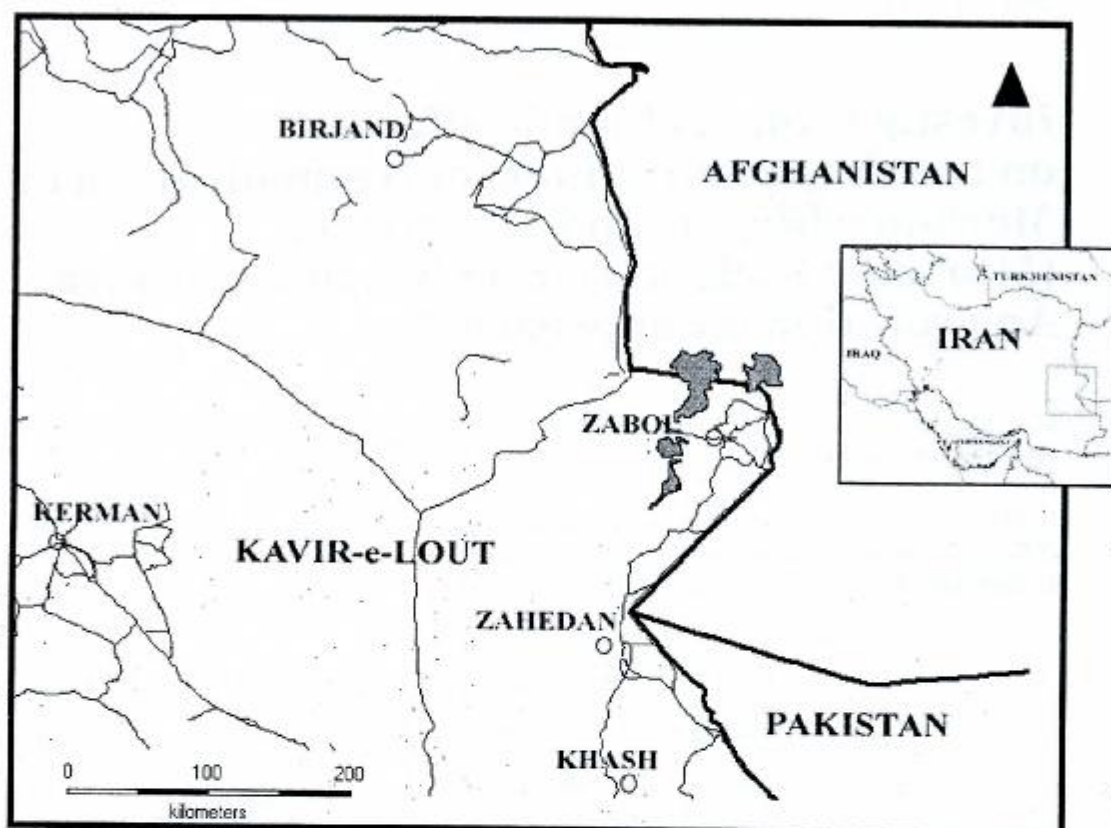 BIRJAND
AFGHANISTAN
TURKMENISTAN
IRAN
IRAQ
ZABOL
KERMAN
KAVIR-e-LOUT
ZAHEDAN
PAKISTAN
KHASH
0 100 200
kilometers